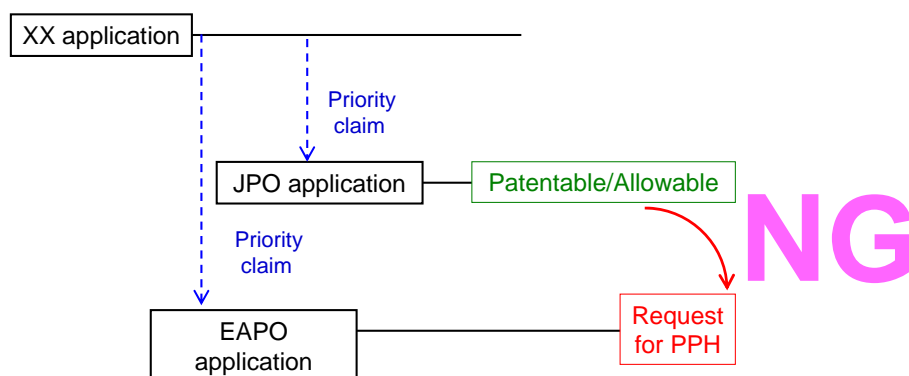 XX application
Priority
claim
JPO application
Patentable/Allowable
NG
Priority
claim
EAPO
application
Request
for PPH